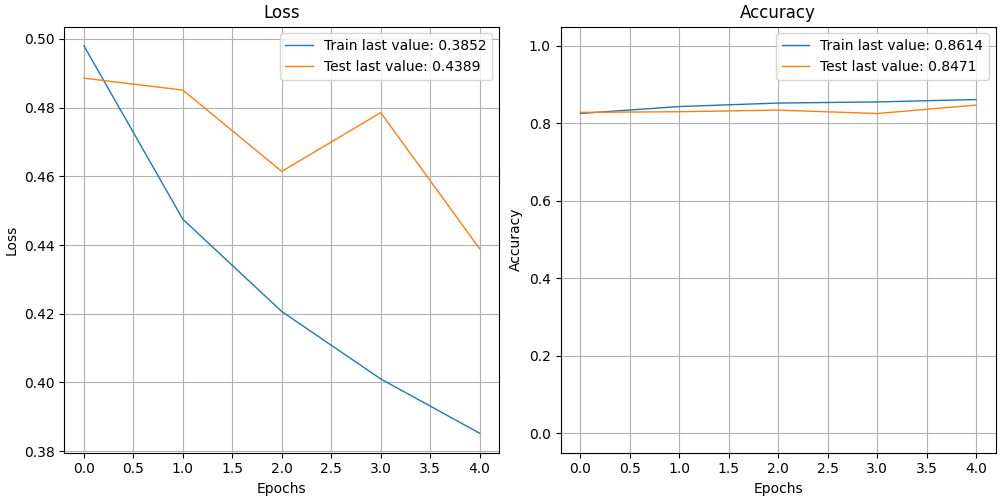 Loss
Train last value: 0.3852
Test last value: 0.4389
0.50
0.48
0.46
0.44
0.42
0.40
0.38
Loss
0.0 0.5 1.0 1.5 2.0 2.5 3.0 3.5 4.0
Epochs
Accuracy
Train last value: 0.8614
Test last value: 0.8471
1.0
0.8
0.6
0.4
0.2
0.0
Accuracy
0.0 0.5 1.0 1.5 2.0 2.5 3.0 3.5 4.0
Epochs